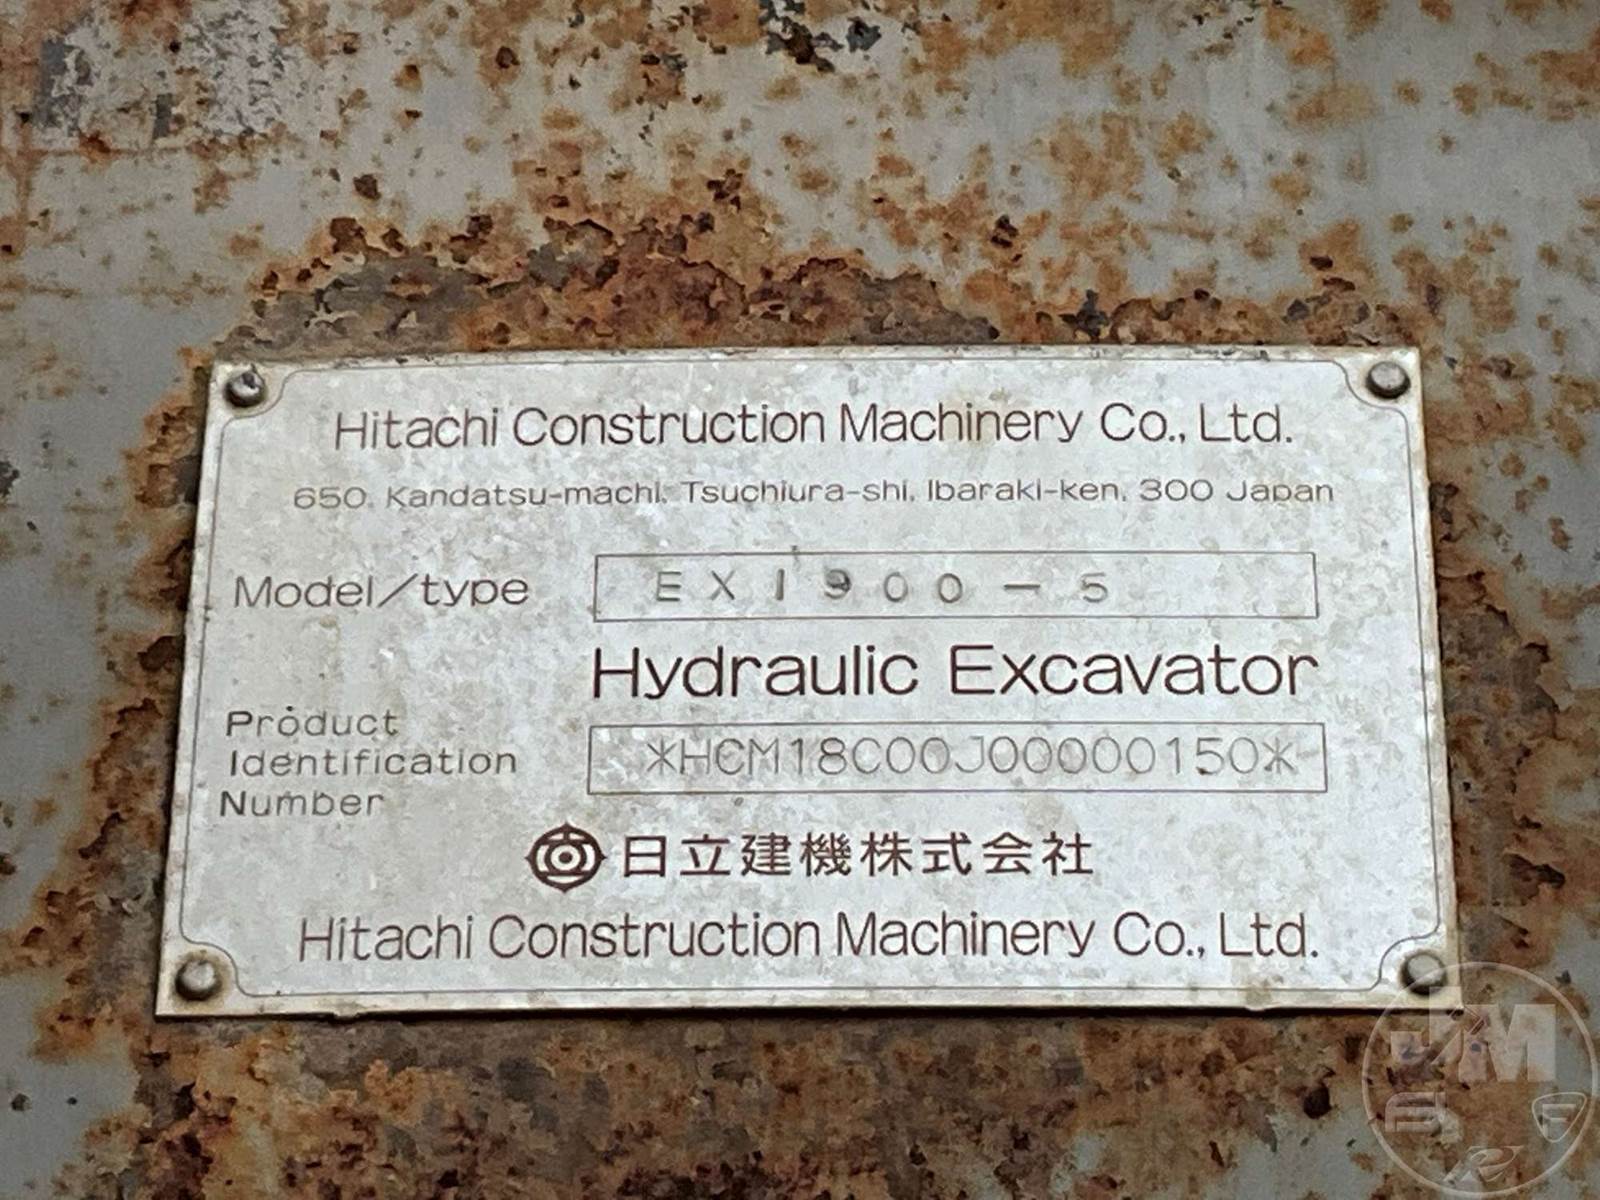 Hitachi Construction Machinery Co., Ltd.
650, Kandatsu-machi, Tsuchiura-shi, Ibaraki-ken, 300 Japan
Model/type EX1900-5
Hydraulic Excavator
Product Identification Number *HCM18C00J00000150*
日立建機株式会社
Hitachi Construction Machinery Co., Ltd.
JM